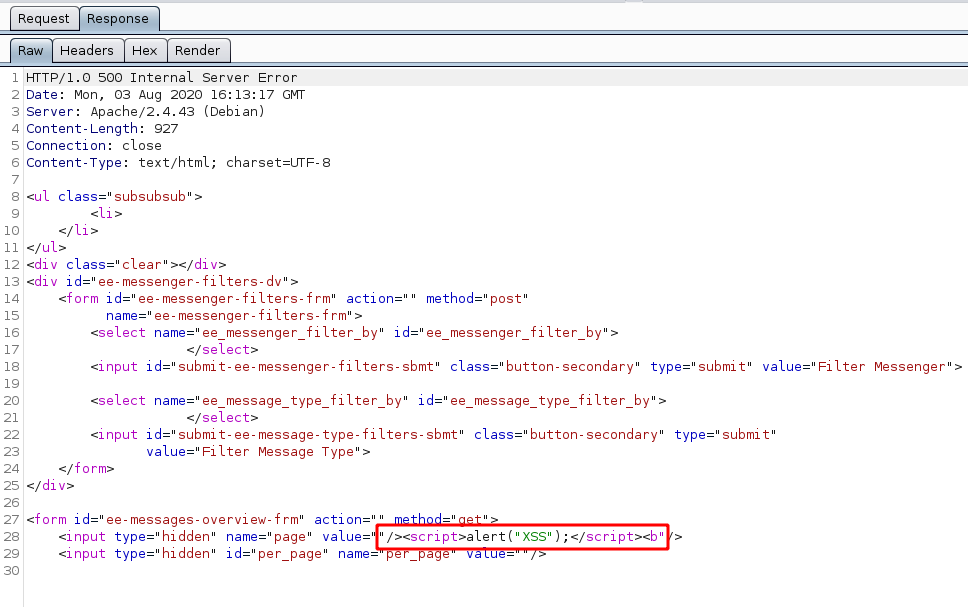 Request Response
Raw Headers Hex Render
1 HTTP/1.0 500 Internal Server Error
2 Date: Mon, 03 Aug 2020 16:13:17 GMT
3 Server: Apache/2.4.43 (Debian)
4 Content-Length: 927
5 Connection: close
6 Content-Type: text/html; charset=UTF-8
7
8 <ul class="subsubsub">
9 <li>
10 </li>
11 </ul>
12 <div class="clear"></div>
13 <div id="ee-messenger-filters-dv">
14 <form id="ee-messenger-filters-frm" action="" method="post"
15 name="ee-messenger-filters-frm">
16 <select name="ee_messenger_filter_by" id="ee_messenger_filter_by">
17 </select>
18 <input id="submit-ee-messenger-filters-sbmt" class="button-secondary" type="submit" value="Filter Messenger">
19
20 <select name="ee_message_type_filter_by" id="ee_message_type_filter_by">
21 </select>
22 <input id="submit-ee-message-type-filters-sbmt" class="button-secondary" type="submit"
23 value="Filter Message Type">
24 </form>
25 </div>
26
27 <form id="ee-messages-overview-frm" action="" method="get">
28 <input type="hidden" name="page" value=""/><script>alert("XSS");</script><b"/>
29 <input type="hidden" id="per_page" name="per_page" value=""/>
30